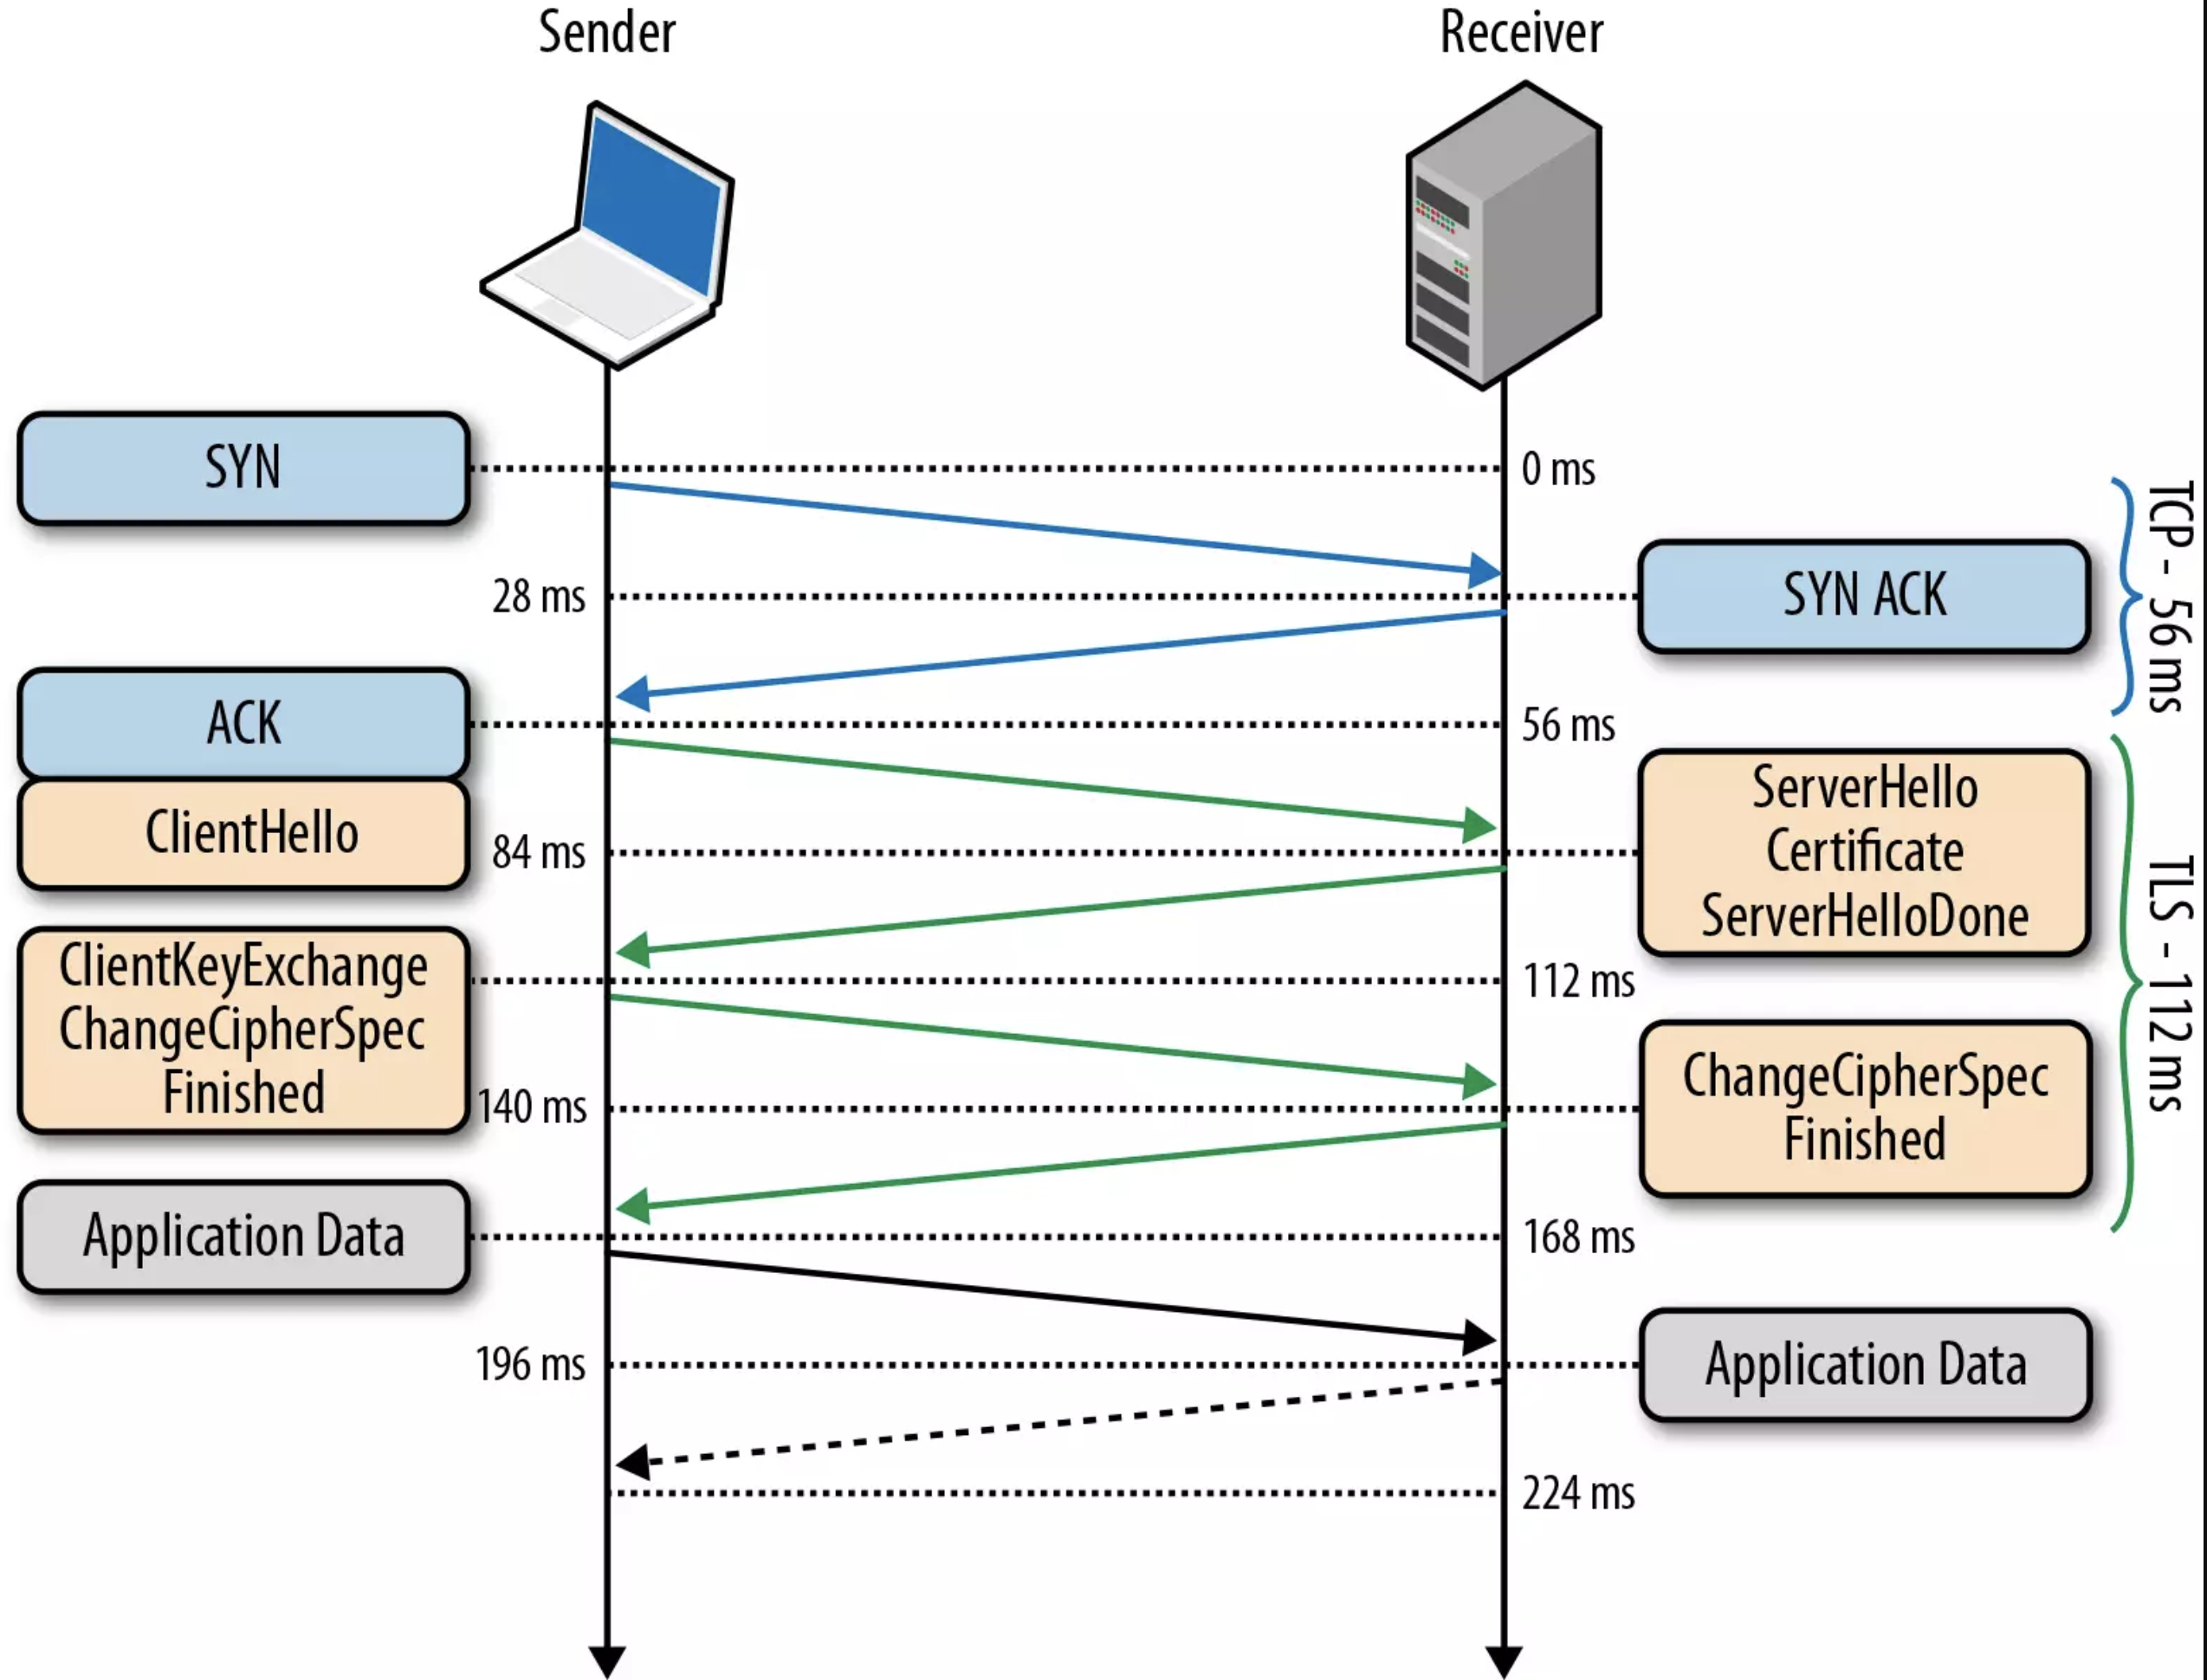 Sender
Receiver
SYN
0 ms
28 ms
SYN ACK
TCP - 56 ms
ACK
56 ms
ClientHello
ServerHello
Certificate
ServerHelloDone
84 ms
TLS - 112 ms
ClientKeyExchange
ChangeCipherSpec
Finished
112 ms
140 ms
ChangeCipherSpec
Finished
Application Data
168 ms
196 ms
Application Data
224 ms